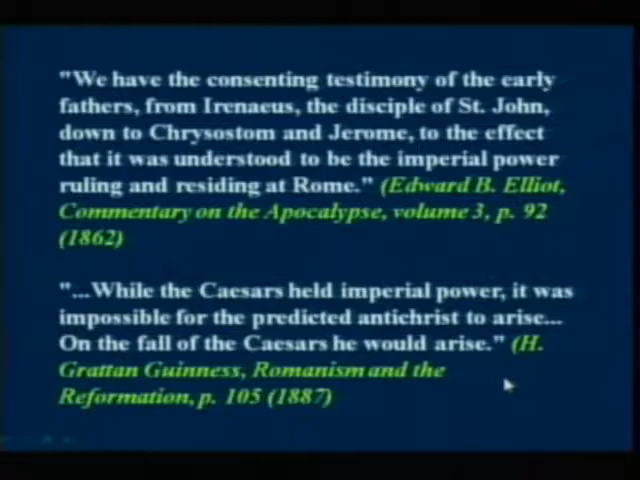 "We have the consenting testimony of the early
fathers, from Irenaeus, the disciple of St. John,
down to Chrysostom and Jerome, to the effect
that it was understood to be the imperial power
ruling and residing at Rome." (Edward B. Elliot,
Commentary on the Apocalypse, volume 3, p. 92
(1862)
"...While the Caesars held imperial power, it was
impossible for the predicted antichrist to arise...
On the fall of the Caesars he would arise." (H.
Grattan Guinness, Romanism and the
Reformation, p. 105 (1887)